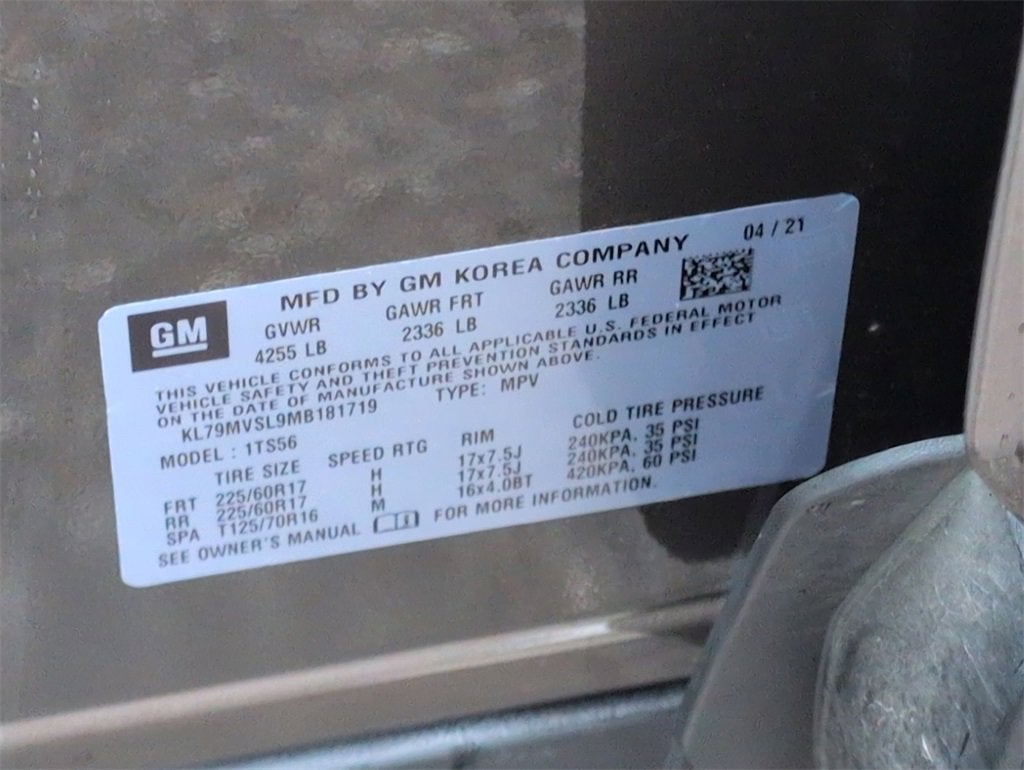 MFD BY GM KOREA COMPANY 04 / 21
GM
GVWR GAWR FRT GAWR RR
4255 LB 2336 LB 2336 LB
THIS VEHICLE CONFORMS TO ALL APPLICABLE U.S. FEDERAL MOTOR
VEHICLE SAFETY AND THEFT PREVENTION STANDARDS IN EFFECT
ON THE DATE OF MANUFACTURE SHOWN ABOVE.
KL79MVSL9MB181719 TYPE: MPV
MODEL : 1TS56
TIRE SIZE SPEED RTG RIM COLD TIRE PRESSURE
FRT 225/60R17 H 17x7.5J 240KPA, 35 PSI
RR 225/60R17 H 17x7.5J 240KPA, 35 PSI
SPA T125/70R16 M 16x4.0BT 420KPA, 60 PSI
SEE OWNER'S MANUAL FOR MORE INFORMATION.